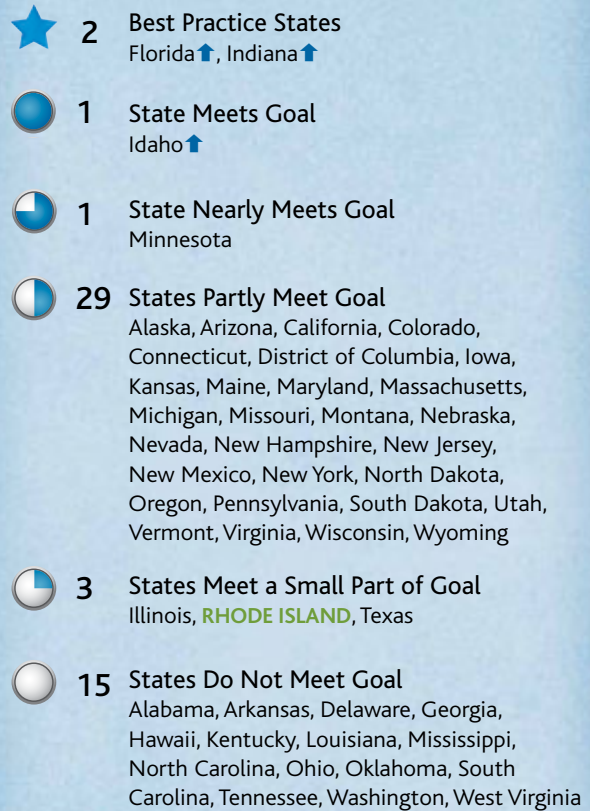 2 Best Practice States
Florida⬆, Indiana⬆
1 State Meets Goal
Idaho⬆
1 State Nearly Meets Goal
Minnesota
29 States Partly Meet Goal
Alaska, Arizona, California, Colorado,
Connecticut, District of Columbia, Iowa,
Kansas, Maine, Maryland, Massachusetts,
Michigan, Missouri, Montana, Nebraska,
Nevada, New Hampshire, New Jersey,
New Mexico, New York, North Dakota,
Oregon, Pennsylvania, South Dakota, Utah,
Vermont, Virginia, Wisconsin, Wyoming
3 States Meet a Small Part of Goal
Illinois, RHODE ISLAND, Texas
15 States Do Not Meet Goal
Alabama, Arkansas, Delaware, Georgia,
Hawaii, Kentucky, Louisiana, Mississippi,
North Carolina, Ohio, Oklahoma, South
Carolina, Tennessee, Washington, West Virginia